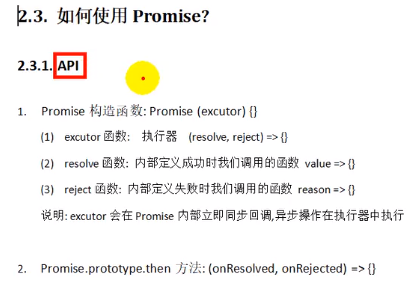 2.3. 如何使用 Promise?
2.3.1. API
1. Promise 构造函数: Promise (excutor) {}
(1) excutor 函数: 执行器 (resolve, reject) => {}
(2) resolve 函数: 内部定义成功时我们调用的函数 value => {}
(3) reject 函数: 内部定义失败时我们调用的函数 reason => {}
说明: excutor 会在 Promise 内部立即同步回调,异步操作在执行器中执行
2. Promise.prototype.then 方法: (onResolved, onRejected) => {}